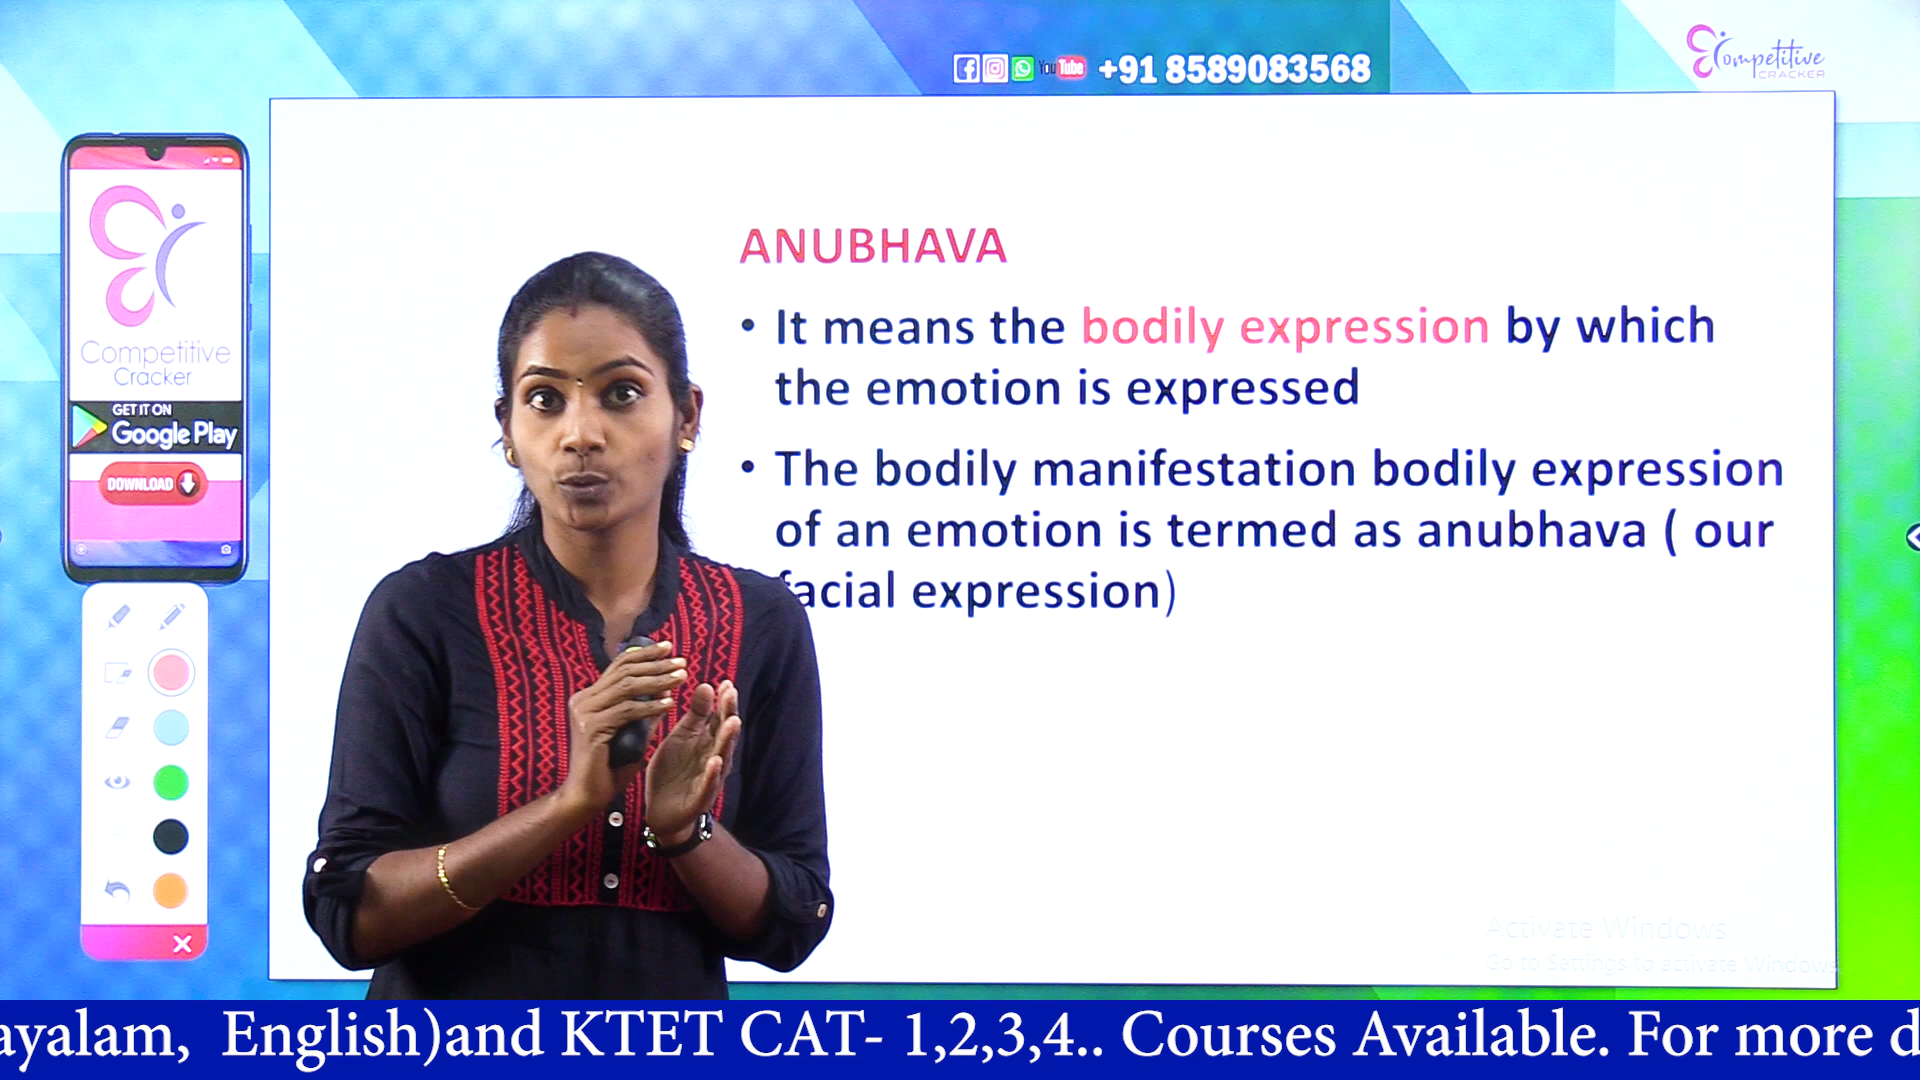 You Tube +91 8589083568
Competitive
CRACKER
Competitive
Cracker
GET IT ON
Google Play
DOWNLOAD
ANUBHAVA
• It means the bodily expression by which
the emotion is expressed
• The bodily manifestation bodily expression
of an emotion is termed as anubhava ( our
facial expression)
Activate Windows
Go to Settings to activate Windows
ayalam, English)and KTET CAT- 1,2,3,4.. Courses Available. For more d